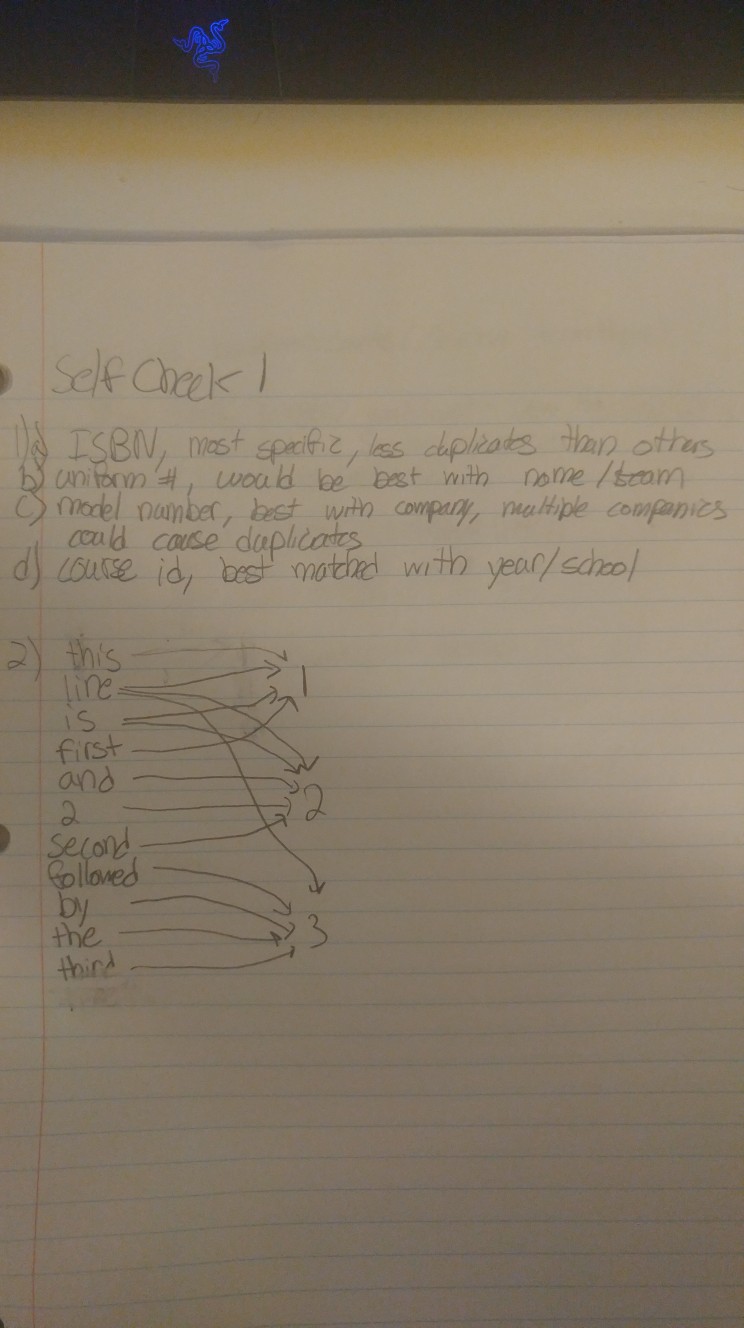 Self Check 1
1)a) ISBN, most specific, less duplicates than others
b) uniform #, would be best with name/team
c) model number, best with company, multiple companies
could cause duplicates
d) course id, best matched with year/school
2) this
line
1
is
first
and
2
2
second
followed
by
the
3
third